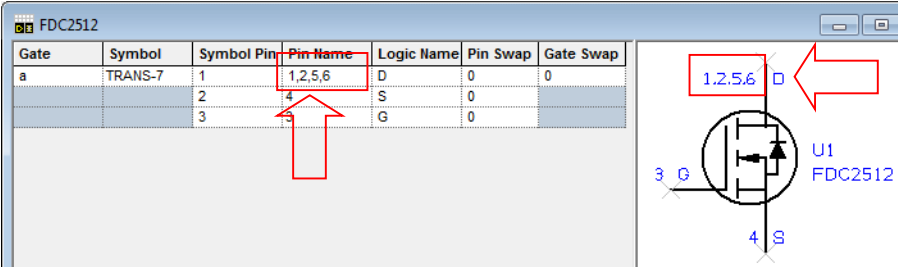 FDC2512
Gate Symbol Symbol Pin Pin Name Logic Name Pin Swap Gate Swap
a TRANS-7 1 1,2,5,6 D 0 0
2 4 S 0
3 3 G 0
1.2.5.6 D
U1
3 G FDC2512
4 S